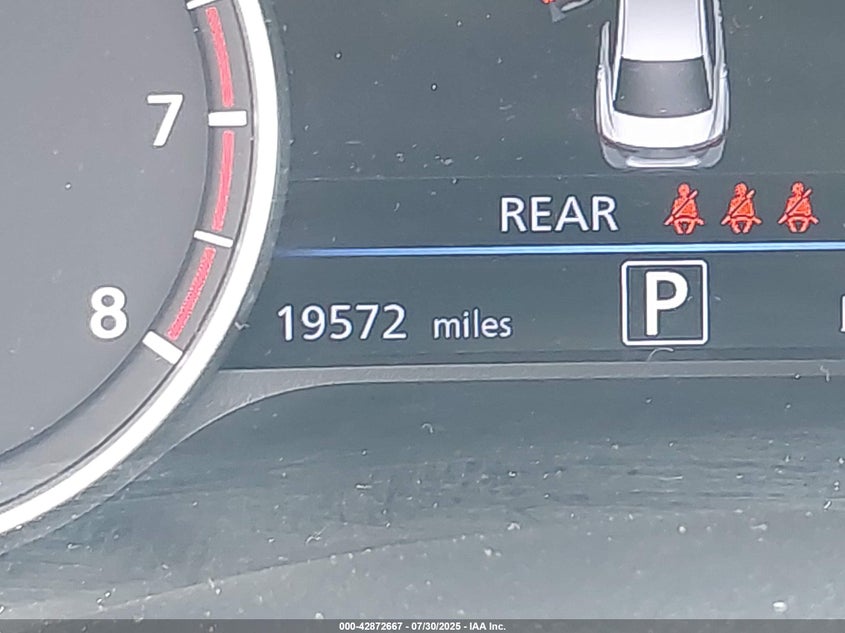 7
REAR
8
19572 miles
P
000-42872667 - 07/30/2025 - IAA Inc.